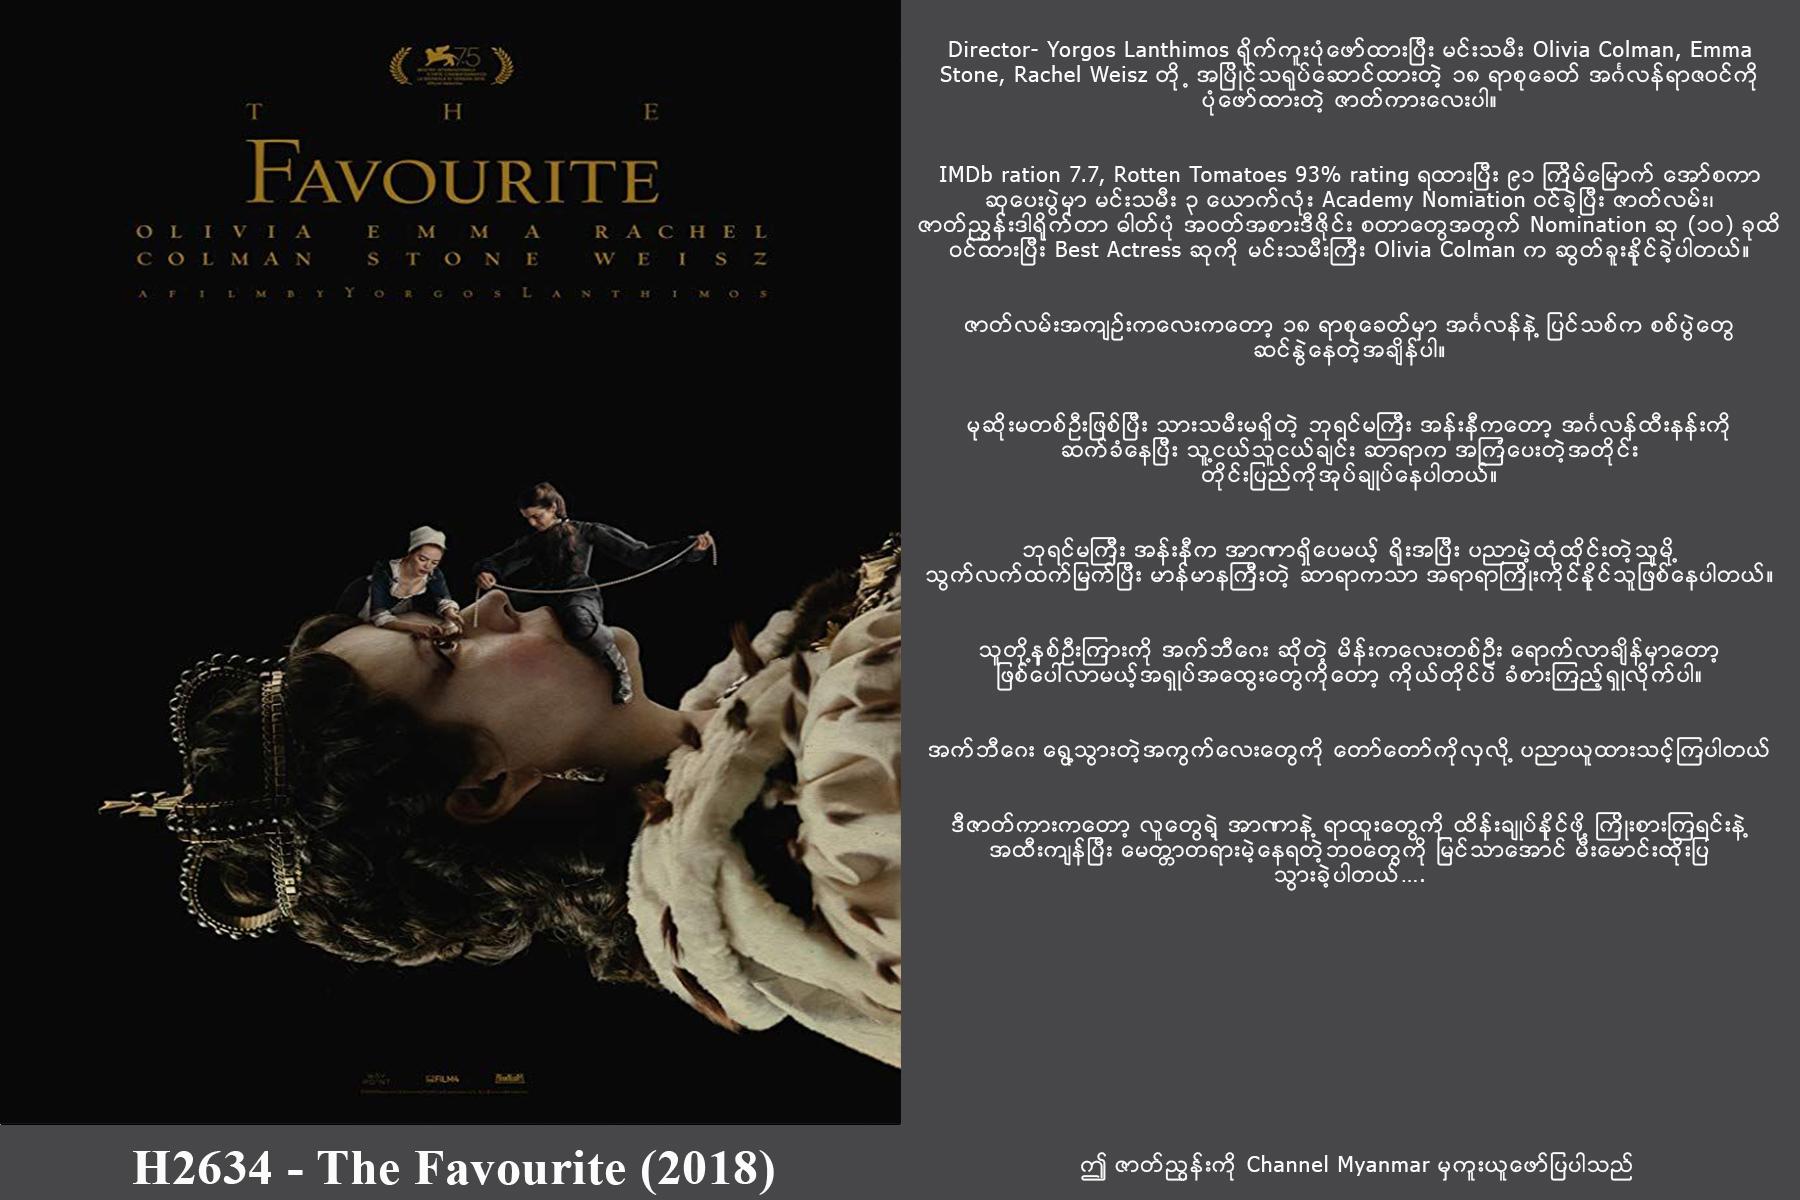 75
T H E
FAVOURITE
OLIVIA EMMA RACHEL
COLMAN STONE WEISZ
A FILM BY YORGOS LANTHIMOS
FILM4
H2634 - The Favourite (2018)
Director- Yorgos Lanthimos ရိုက်ကူးပုံဖော်ထားပြီး မင်းသမီး Olivia Colman, Emma
Stone, Rachel Weisz တို့ အပြိုင်သရုပ်ဆောင်ထားတဲ့ ၁၈ ရာစုခေတ် အင်္ဂလန်ရာဇဝင်ကို
ပုံဖော်ထားတဲ့ ဇာတ်ကားလေးပါ။
IMDb ration 7.7, Rotten Tomatoes 93% rating ရထားပြီး ၉၁ ကြိမ်မြောက် အော်စကာ
ဆုပေးပွဲမှာ မင်းသမီး ၃ ယောက်လုံး Academy Nomiation ဝင်ခဲ့ပြီး ဇာတ်လမ်း၊
ဇာတ်ညွှန်းဒါရိုက်တာ ဓါတ်ပုံ အဝတ်အစားဒီဇိုင်း စတာတွေအတွက် Nomination ဆု (၁၀) ခုထိ
ဝင်ထားပြီး Best Actress ဆုကို မင်းသမီးကြီး Olivia Colman က ဆွတ်ခူးနိုင်ခဲ့ပါတယ်။
ဇာတ်လမ်းအကျဉ်းကလေးကတော့ ၁၈ ရာစုခေတ်မှာ အင်္ဂလန်နဲ့ ပြင်သစ်က စစ်ပွဲတွေ
ဆင်နွှဲနေတဲ့အချိန်ပါ။
မုဆိုးမတစ်ဦးဖြစ်ပြီး သားသမီးမရှိတဲ့ ဘုရင်မကြီး အန်းနီကတော့ အင်္ဂလန်ထီးနန်းကို
ဆက်ခံနေပြီး သူ့ငယ်သူငယ်ချင်း ဆာရာက အကြံပေးတဲ့အတိုင်း
တိုင်းပြည်ကိုအုပ်ချုပ်နေပါတယ်။
ဘုရင်မကြီး အန်းနီက အာဏာရှိပေမယ့် ရိုးအပြီး ပညာမဲ့ထုံထိုင်းတဲ့သူမို့
သွက်လက်ထက်မြက်ပြီး မာန်မာနကြီးတဲ့ ဆာရာကသာ အရာရာကြိုးကိုင်နိုင်သူဖြစ်နေပါတယ်။
သူတို့နှစ်ဦးကြားကို အက်ဘီဂေး ဆိုတဲ့ မိန်းကလေးတစ်ဦး ရောက်လာချိန်မှာတော့
ဖြစ်ပေါ်လာမယ့်အရှုပ်အထွေးတွေကိုတော့ ကိုယ်တိုင်ပဲ ခံစားကြည့်ရှုလိုက်ပါ။
အက်ဘီဂေး ရွှေ့သွားတဲ့အကွက်လေးတွေကို တော်တော်ကိုလှလို့ ပညာယူထားသင့်ကြပါတယ်
ဒီဇာတ်ကားကတော့ လူတွေရဲ့ အာဏာနဲ့ ရာထူးတွေကို ထိန်းချုပ်နိုင်ဖို့ ကြိုးစားကြရင်းနဲ့
အထီးကျန်ပြီး မေတ္တာတရားမဲ့နေရတဲ့ဘဝတွေကို မြင်သာအောင် မီးမောင်းထိုးပြ
သွားခဲ့ပါတယ်....
ဤ ဇာတ်ညွှန်းကို Channel Myanmar မှကူးယူဖော်ပြပါသည်